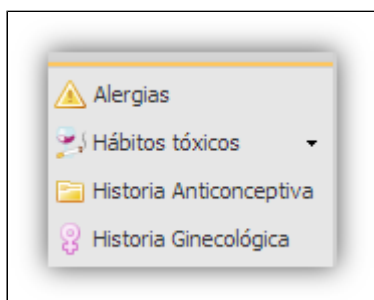 Alergias
Hábitos tóxicos
Historia Anticonceptiva
Historia Ginecológica